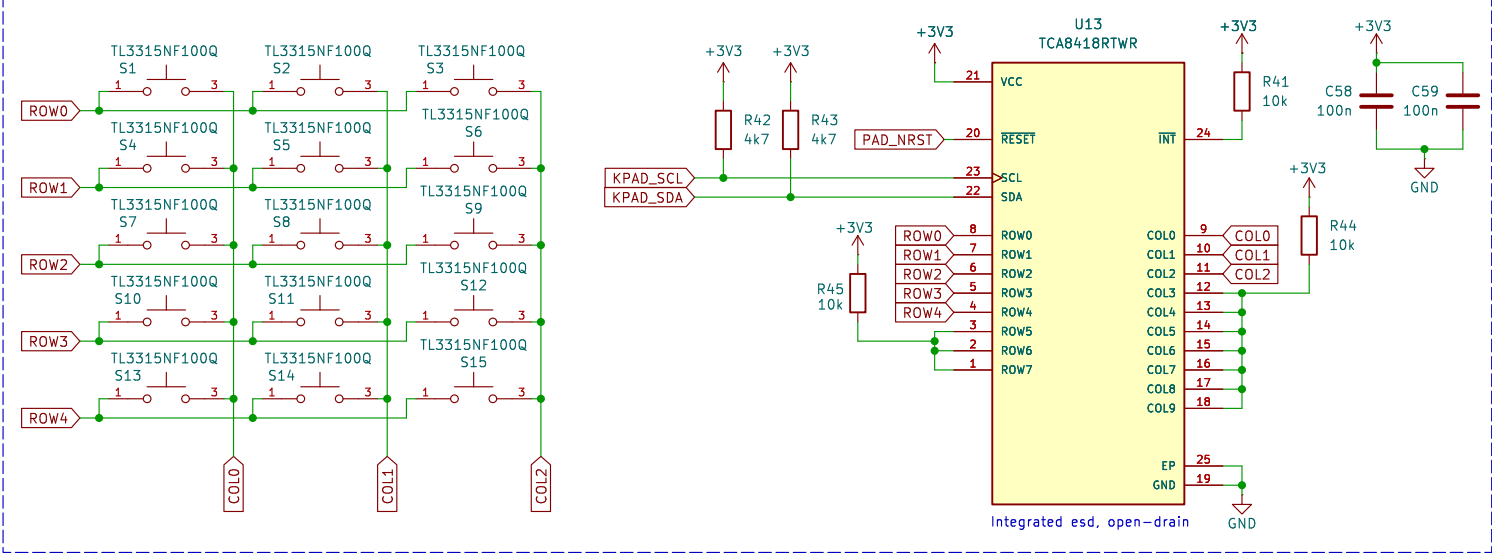 TL3315NF100Q
S1
1 3
TL3315NF100Q
S2
1 3
TL3315NF100Q
S3
1 3
ROW0
TL3315NF100Q
S4
1 3
TL3315NF100Q
S5
1 3
TL3315NF100Q
S6
1 3
ROW1
TL3315NF100Q
S7
1 3
TL3315NF100Q
S8
1 3
TL3315NF100Q
S9
1 3
ROW2
TL3315NF100Q
S10
1 3
TL3315NF100Q
S11
1 3
TL3315NF100Q
S12
1 3
ROW3
TL3315NF100Q
S13
1 3
TL3315NF100Q
S14
1 3
TL3315NF100Q
S15
1 3
ROW4
COL0
COL1
COL2
+3V3
R42
4k7
+3V3
R43
4k7
KPAD_SCL
KPAD_SDA
+3V3
PAD_NRST
+3V3
R45
10k
ROW0
ROW1
ROW2
ROW3
ROW4
U13
TCA8418RTWR
21 VCC
20 RESET
23 SCL
22 SDA
8 ROW0
7 ROW1
6 ROW2
5 ROW3
4 ROW4
3 ROW5
2 ROW6
1 ROW7
INT 24
COL0 9
COL1 10
COL2 11
COL3 12
COL4 13
COL5 14
COL6 15
COL7 16
COL8 17
COL9 18
EP 25
GND 19
Integrated esd, open-drain
+3V3
R41
10k
COL0
COL1
COL2
+3V3
R44
10k
GND
+3V3
C58
100n
C59
100n
GND